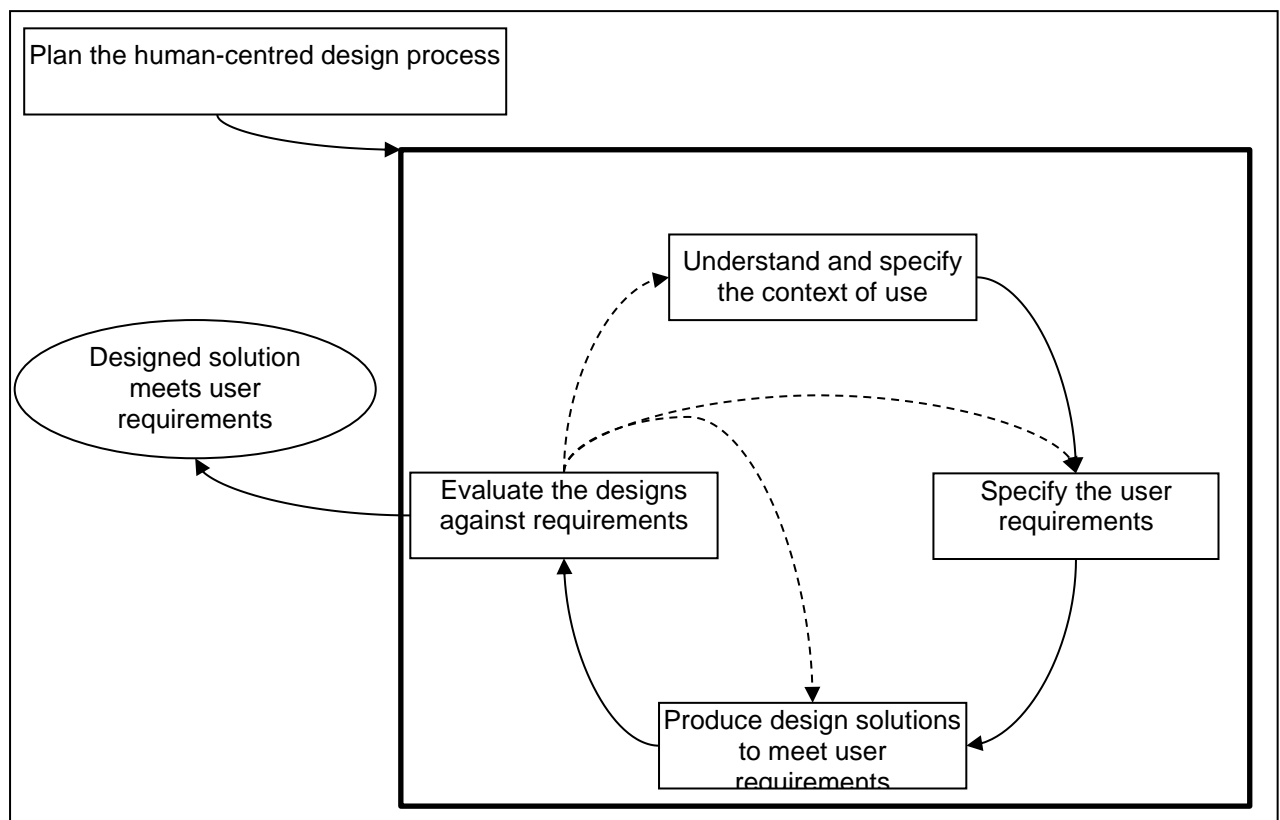 Plan the human-centred design process
Understand and specify
the context of use
Designed solution
meets user
requirements
Evaluate the designs
against requirements
Specify the user
requirements
Produce design solutions
to meet user
requirements